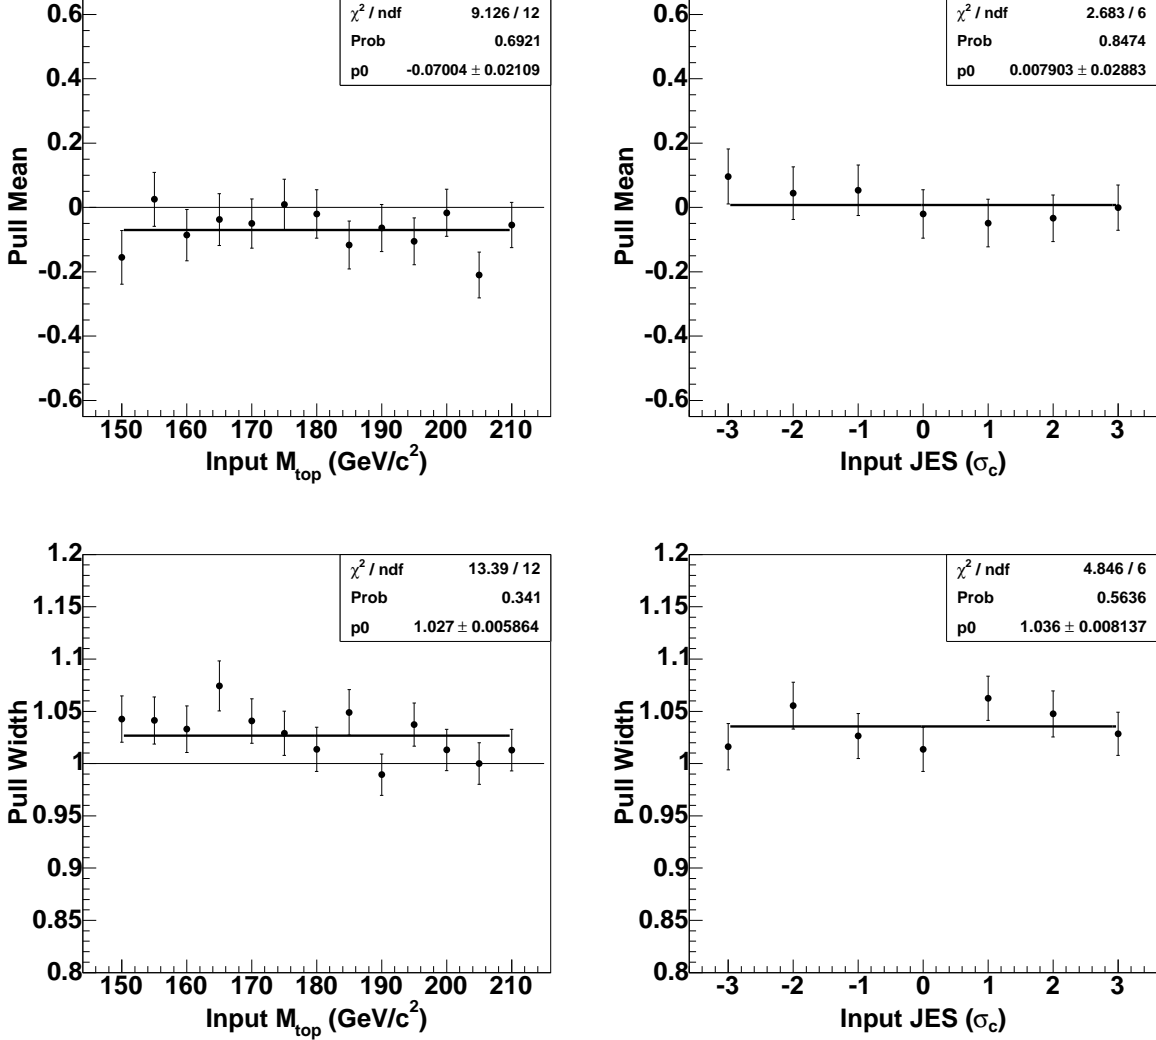 χ² / ndf 9.126 / 12
Prob 0.6921
p0 -0.07004 ± 0.02109
0.6
0.4
0.2
0
-0.2
-0.4
-0.6
Pull Mean
150 160 170 180 190 200 210
Input M_top (GeV/c²)
χ² / ndf 2.683 / 6
Prob 0.8474
p0 0.007903 ± 0.02883
0.6
0.4
0.2
0
-0.2
-0.4
-0.6
Pull Mean
-3 -2 -1 0 1 2 3
Input JES (σ_c)
χ² / ndf 13.39 / 12
Prob 0.341
p0 1.027 ± 0.005864
1.2
1.15
1.1
1.05
1
0.95
0.9
0.85
0.8
Pull Width
150 160 170 180 190 200 210
Input M_top (GeV/c²)
χ² / ndf 4.846 / 6
Prob 0.5636
p0 1.036 ± 0.008137
1.2
1.15
1.1
1.05
1
0.95
0.9
0.85
0.8
Pull Width
-3 -2 -1 0 1 2 3
Input JES (σ_c)